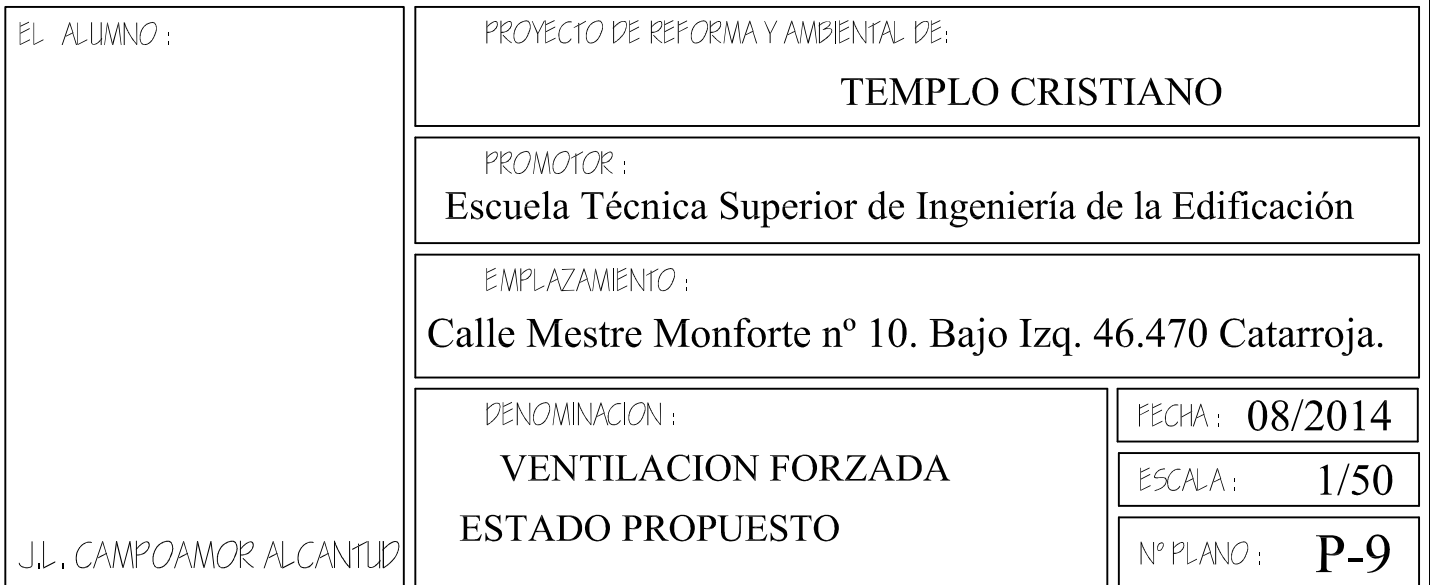 EL ALUMNO :
J.L. CAMPOAMOR ALCANTUD
PROYECTO DE REFORMA Y AMBIENTAL DE:
TEMPLO CRISTIANO
PROMOTOR :
Escuela Técnica Superior de Ingeniería de la Edificación
EMPLAZAMIENTO :
Calle Mestre Monforte nº 10. Bajo Izq. 46.470 Catarroja.
DENOMINACION :
VENTILACION FORZADA
ESTADO PROPUESTO
FECHA : 08/2014
ESCALA : 1/50
Nº PLANO : P-9